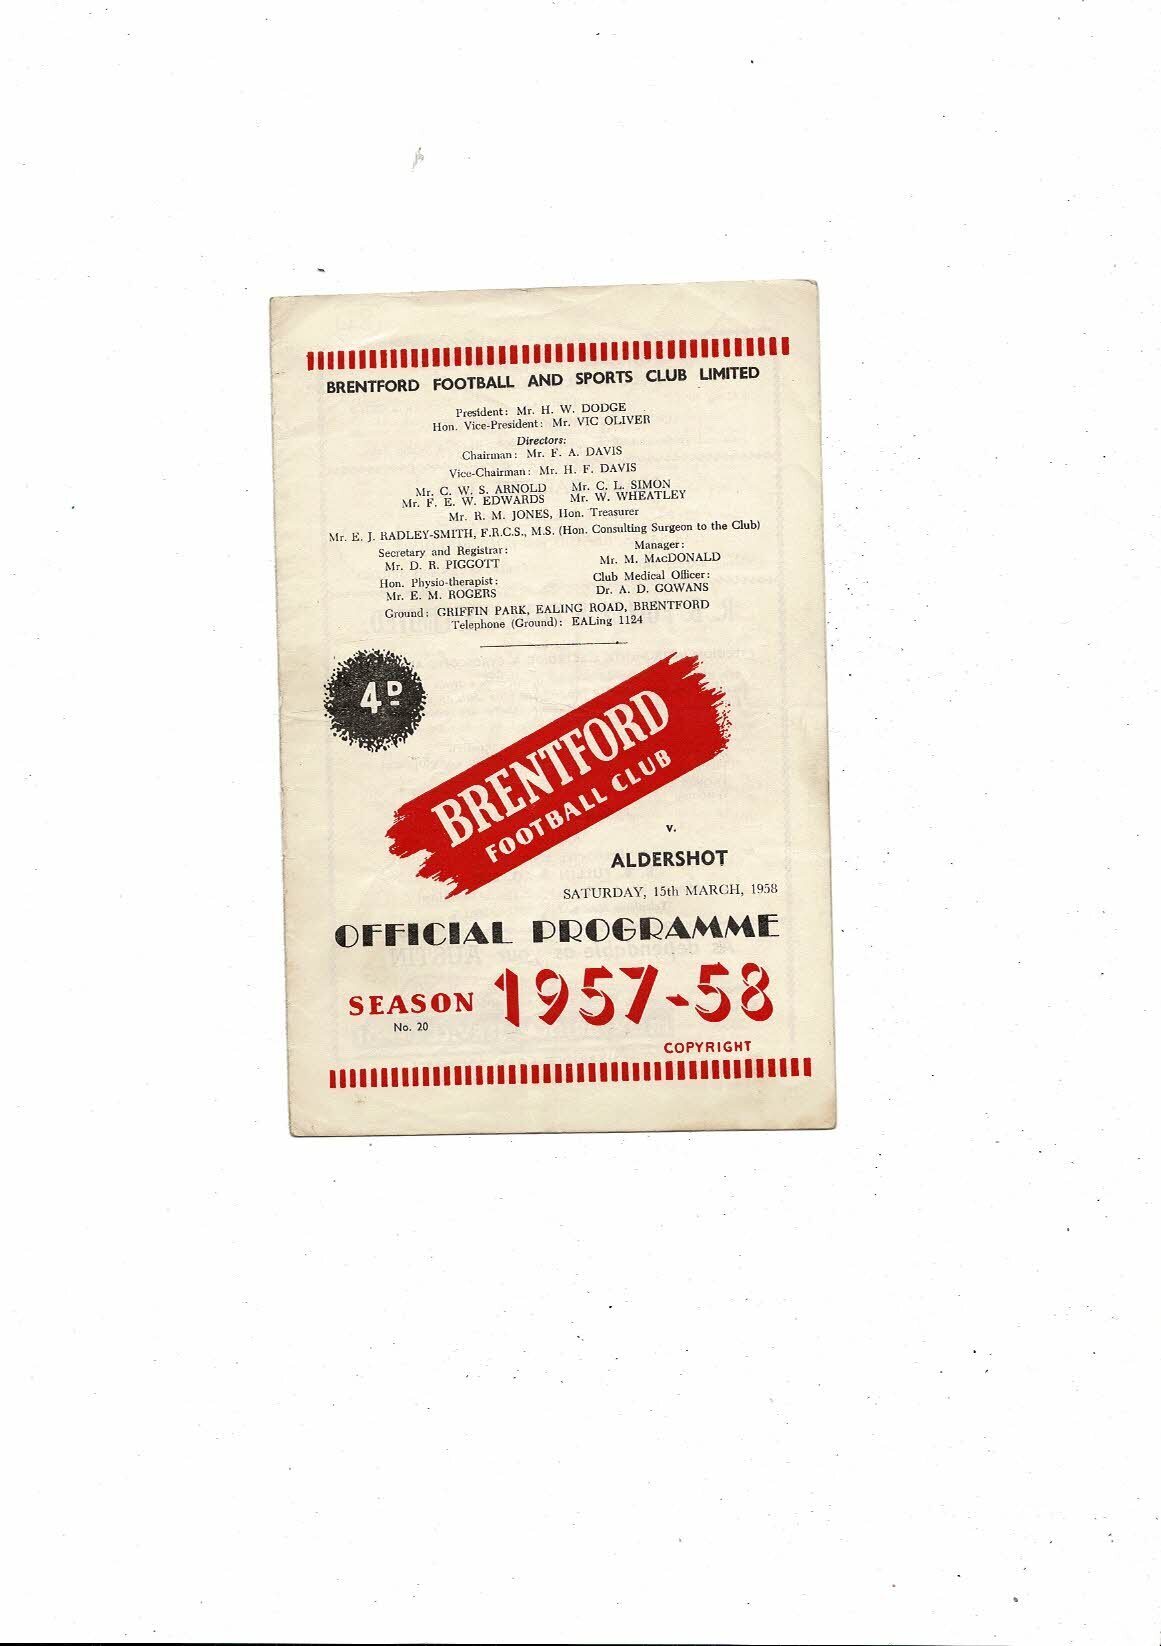 BRENTFORD FOOTBALL AND SPORTS CLUB LIMITED
President: Mr. H. W. DODGE
Hon. Vice-President: Mr. VIC OLIVER
Directors:
Chairman: Mr. F. A. DAVIS
Vice-Chairman: Mr. H. F. DAVIS
Mr. C. W. S. ARNOLD Mr. C. L. SIMON
Mr. F. E. W. EDWARDS Mr. W. WHEATLEY
Mr. R. M. JONES, Hon. Treasurer
Mr. E. J. RADLEY-SMITH, F.R.C.S., M.S. (Hon. Consulting Surgeon to the Club)
Secretary and Registrar: Manager:
Mr. D. R. PIGGOTT Mr. M. MACDONALD
Hon. Physio-therapist: Club Medical Officer:
Mr. E. M. ROGERS Dr. A. D. GOWANS
Ground: GRIFFIN PARK, EALING ROAD, BRENTFORD
Telephone (Ground): EALing 1124
4D
BRENTFORD
FOOTBALL CLUB
v.
ALDERSHOT
SATURDAY, 15th MARCH, 1958
OFFICIAL PROGRAMME
SEASON 1957-58
No. 20
COPYRIGHT